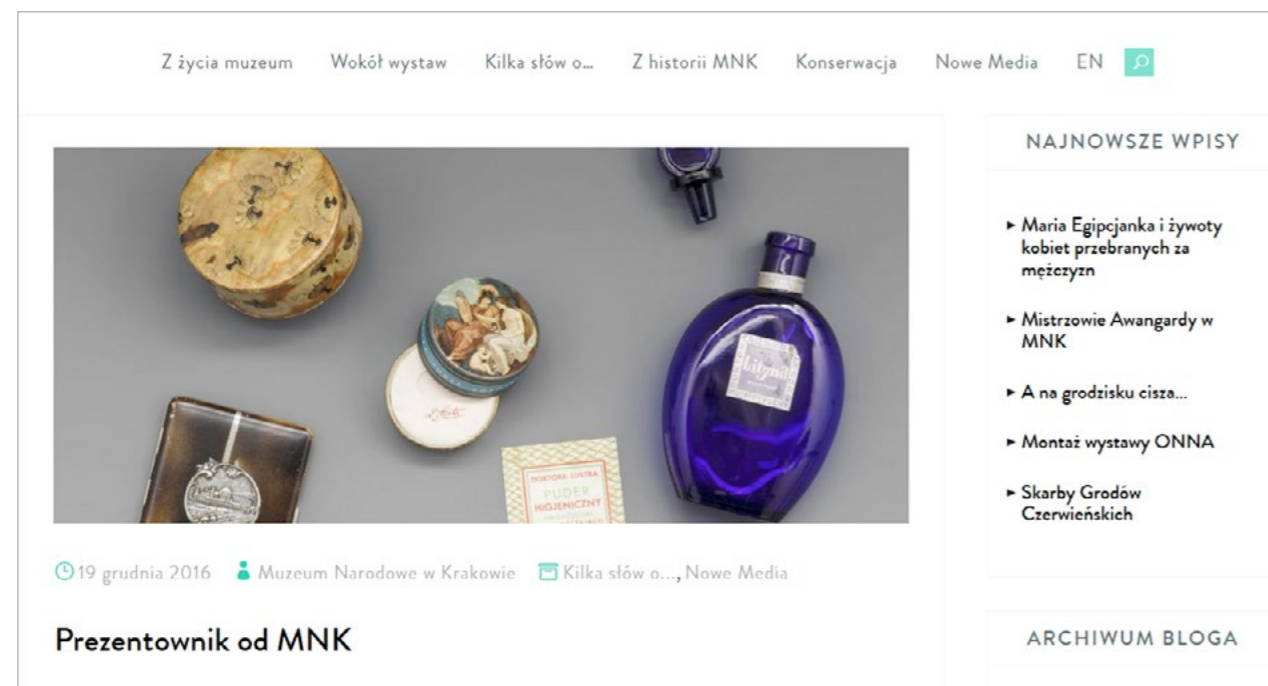 Z życia muzeum Wokół wystaw Kilka słów o... Z historii MNK Konserwacja Nowe Media EN
Lityna
DOKTORA LUSTRA
PUDER
HIGJENICZNY
19 grudnia 2016 Muzeum Narodowe w Krakowie Kilka słów o..., Nowe Media
Prezentownik od MNK
NAJNOWSZE WPISY
Maria Egipcjanka i żywoty
kobiet przebranych za
mężczyzn
Mistrzowie Awangardy w
MNK
A na grodzisku cisza...
Montaż wystawy ONNA
Skarby Grodów
Czerwieńskich
ARCHIWUM BLOGA